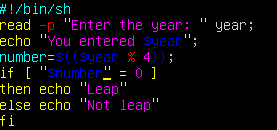 #!/bin/sh
read -p "Enter the year: " year;
echo "You entered $year";
number=$(($year % 4));
if [ "$number" = 0 ]
then echo "Leap"
else echo "Not leap"
fi